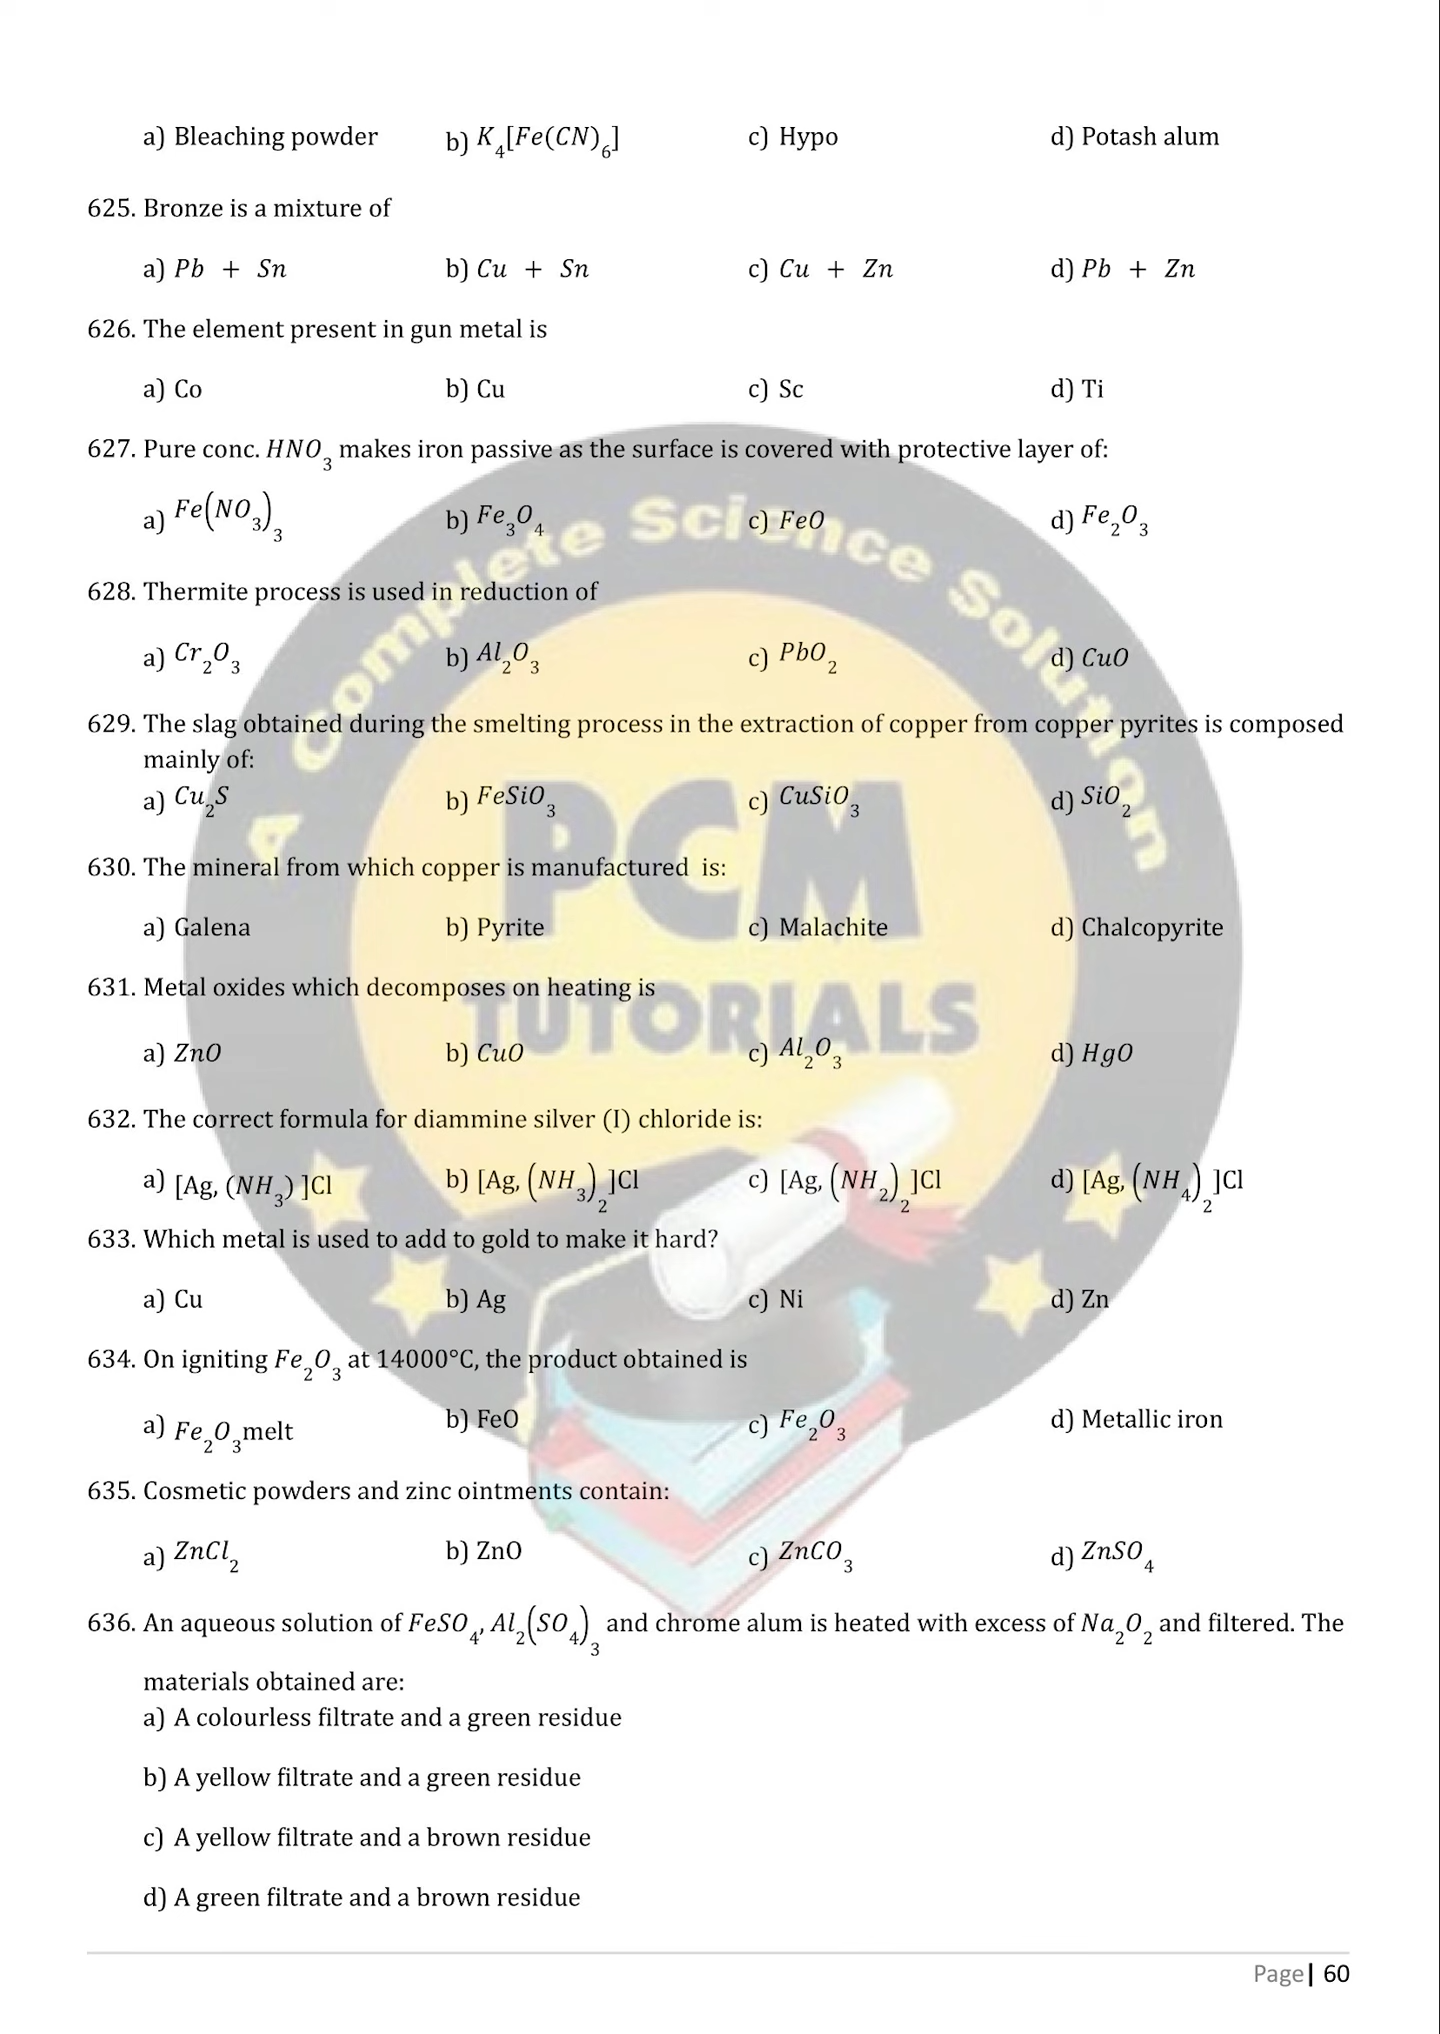 a) Bleaching powder b) K₄[Fe(CN)₆] c) Hypo d) Potash alum
625. Bronze is a mixture of
a) Pb + Sn b) Cu + Sn c) Cu + Zn d) Pb + Zn
626. The element present in gun metal is
a) Co b) Cu c) Sc d) Ti
627. Pure conc. HNO₃ makes iron passive as the surface is covered with protective layer of:
a) Fe(NO₃)₃ b) Fe₃O₄ c) FeO d) Fe₂O₃
628. Thermite process is used in reduction of
a) Cr₂O₃ b) Al₂O₃ c) PbO₂ d) CuO
629. The slag obtained during the smelting process in the extraction of copper from copper pyrites is composed
mainly of:
a) Cu₂S b) FeSiO₃ c) CuSiO₃ d) SiO₂
630. The mineral from which copper is manufactured is:
a) Galena b) Pyrite c) Malachite d) Chalcopyrite
631. Metal oxides which decomposes on heating is
a) ZnO b) CuO c) Al₂O₃ d) HgO
632. The correct formula for diammine silver (I) chloride is:
a) [Ag, (NH₃) ]Cl b) [Ag, (NH₃)₂]Cl c) [Ag, (NH₂)₂]Cl d) [Ag, (NH₄)₂]Cl
633. Which metal is used to add to gold to make it hard?
a) Cu b) Ag c) Ni d) Zn
634. On igniting Fe₂O₃ at 14000°C, the product obtained is
a) Fe₂O₃melt b) FeO c) Fe₂O₃ d) Metallic iron
635. Cosmetic powders and zinc ointments contain:
a) ZnCl₂ b) ZnO c) ZnCO₃ d) ZnSO₄
636. An aqueous solution of FeSO₄, Al₂(SO₄)₃ and chrome alum is heated with excess of Na₂O₂ and filtered. The
materials obtained are:
a) A colourless filtrate and a green residue
b) A yellow filtrate and a green residue
c) A yellow filtrate and a brown residue
d) A green filtrate and a brown residue
Page| 60
A Complete Science Solution
PCM
TUTORIALS